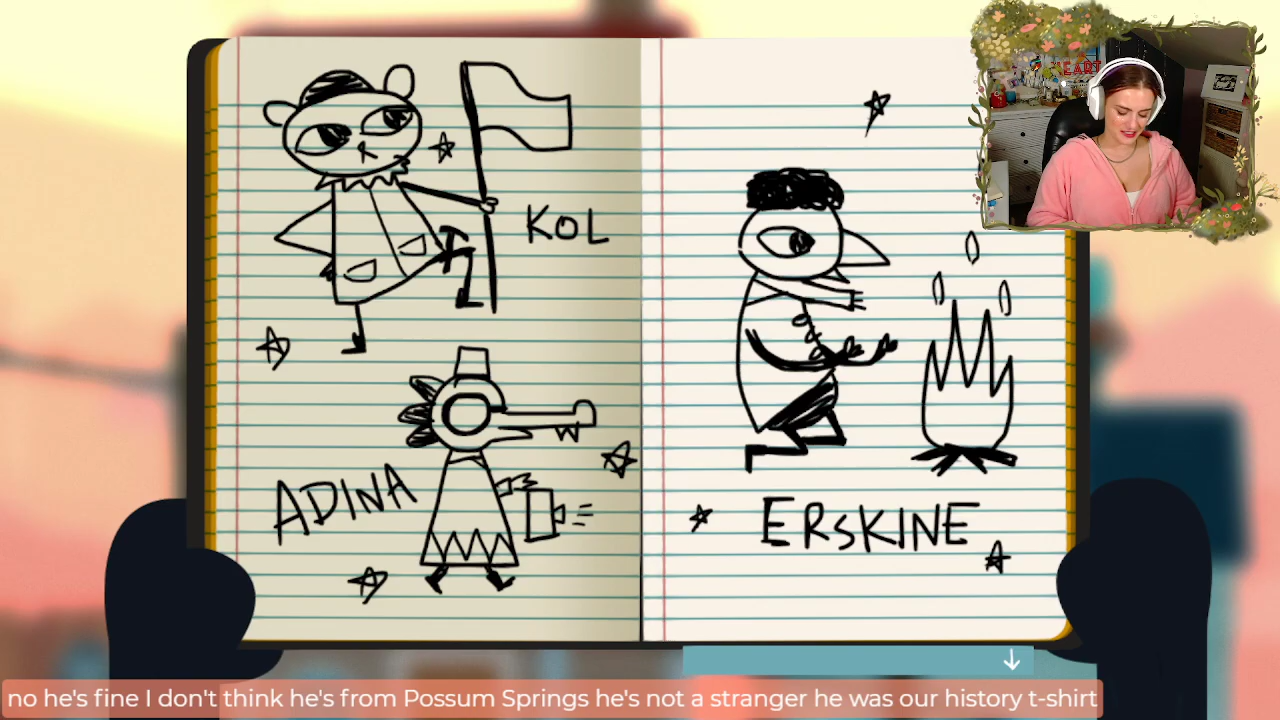 HEART
KOL
ADINA
ERSKINE
no he's fine I don't think he's from Possum Springs he's not a stranger he was our history t-shirt